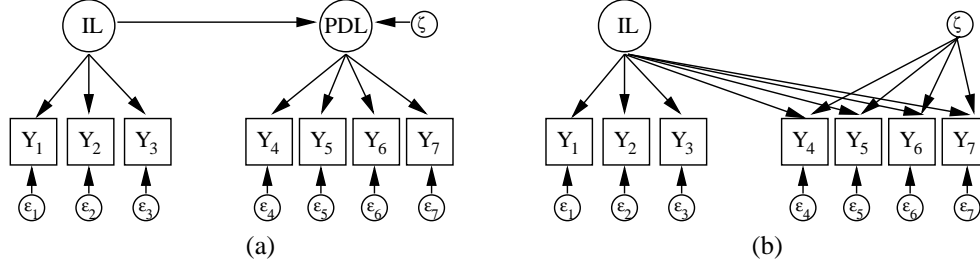 IL PDL ζ IL ζ
Y1 Y2 Y3 Y4 Y5 Y6 Y7 Y1 Y2 Y3 Y4 Y5 Y6 Y7
ε1 ε2 ε3 ε4 ε5 ε6 ε7 ε1 ε2 ε3 ε4 ε5 ε6 ε7
(a) (b)